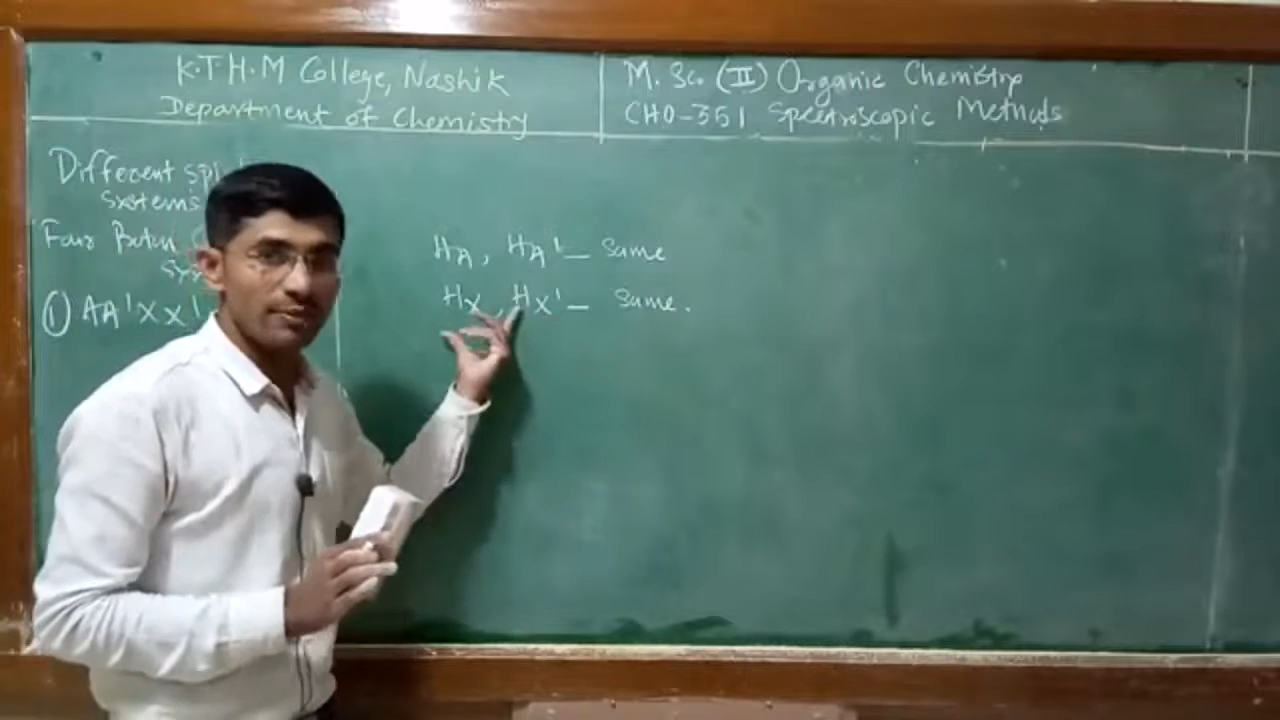 K.T.H.M College, Nashik
Department of Chemistry
M. Sc. (II) Organic Chemistry
CHO-351 Spectroscopic Methods
Different
systems
Four
① AA'XX'
HA, HA' – Same
HX, HX' – Same.